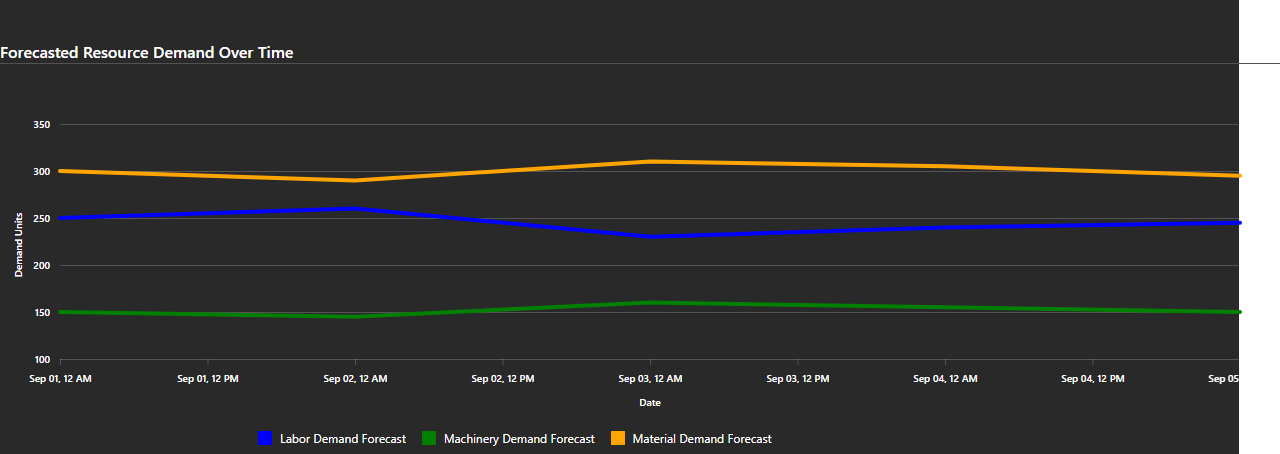 Forecasted Resource Demand Over Time
350
300
250
200
150
100
Demand Units
Sep 01, 12 AM Sep 01, 12 PM Sep 02, 12 AM Sep 02, 12 PM Sep 03, 12 AM Sep 03, 12 PM Sep 04, 12 AM Sep 04, 12 PM Sep 05
Date
Labor Demand Forecast Machinery Demand Forecast Material Demand Forecast